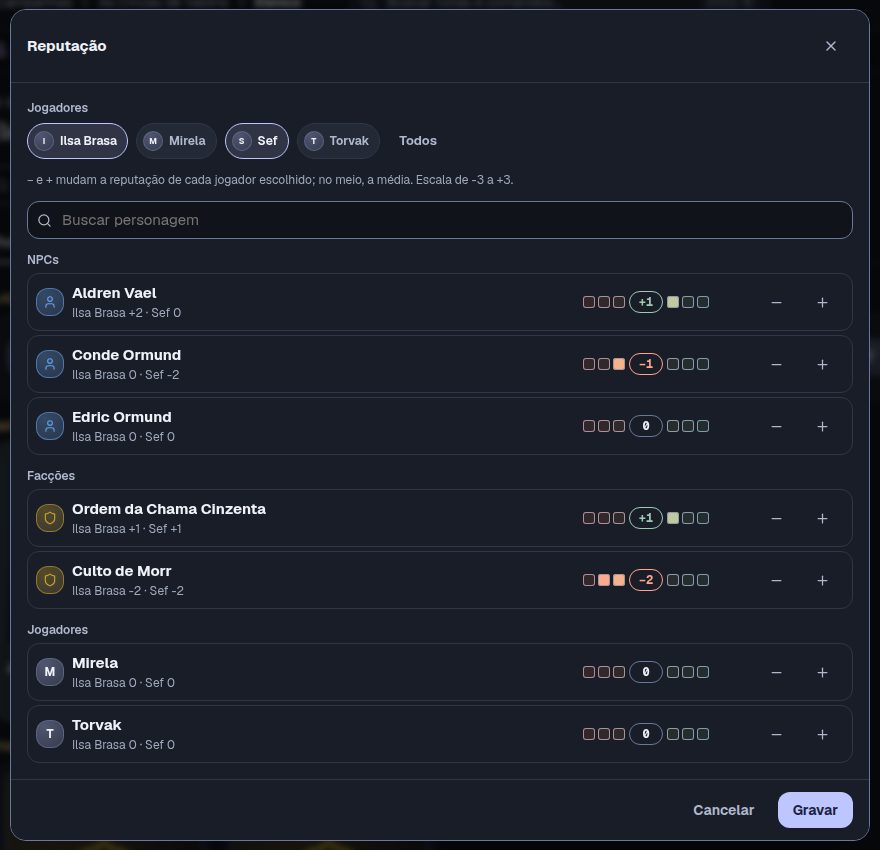 Reputação
Jogadores
I Ilsa Brasa M Mirela S Sef T Torvak Todos
– e + mudam a reputação de cada jogador escolhido; no meio, a média. Escala de -3 a +3.
Buscar personagem
NPCs
Aldren Vael
Ilsa Brasa +2 · Sef 0
+1 − +
Conde Ormund
Ilsa Brasa 0 · Sef -2
−1 − +
Edric Ormund
Ilsa Brasa 0 · Sef 0
0 − +
Facções
Ordem da Chama Cinzenta
Ilsa Brasa +1 · Sef +1
+1 − +
Culto de Morr
Ilsa Brasa -2 · Sef -2
−2 − +
Jogadores
M Mirela
Ilsa Brasa 0 · Sef 0
0 − +
T Torvak
Ilsa Brasa 0 · Sef 0
0 − +
Cancelar Gravar